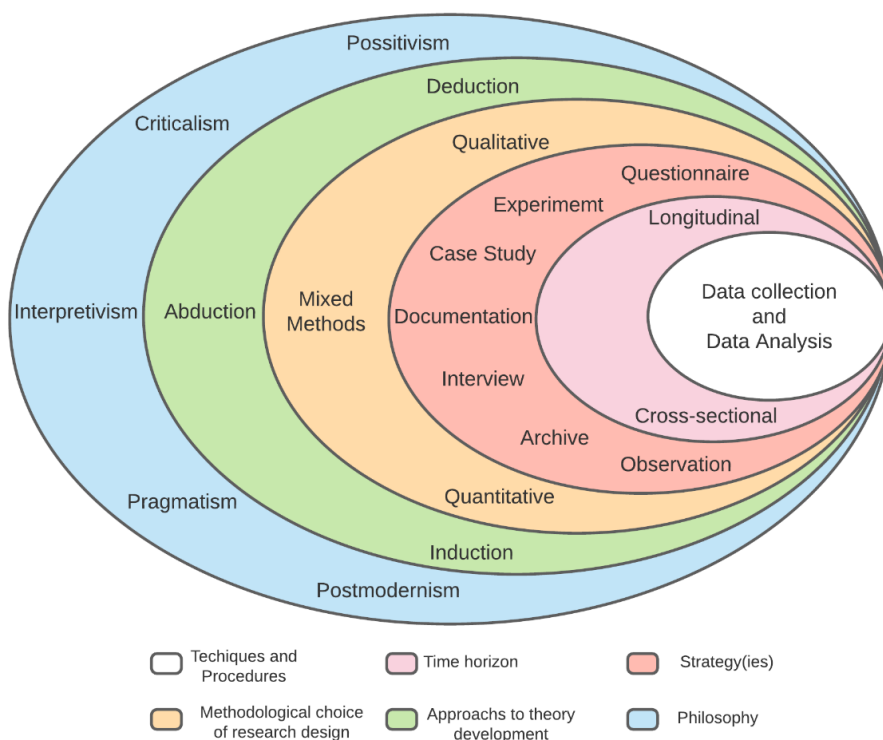 Possitivism
Deduction
Criticalism
Qualitative
Questionnaire
Experimemt
Longitudinal
Case Study
Data collection
and
Data Analysis
Interpretivism
Abduction
Mixed
Methods
Documentation
Interview
Cross-sectional
Archive
Observation
Pragmatism
Quantitative
Induction
Postmodernism
Techiques and
Procedures
Time horizon
Strategy(ies)
Methodological choice
of research design
Approachs to theory
development
Philosophy